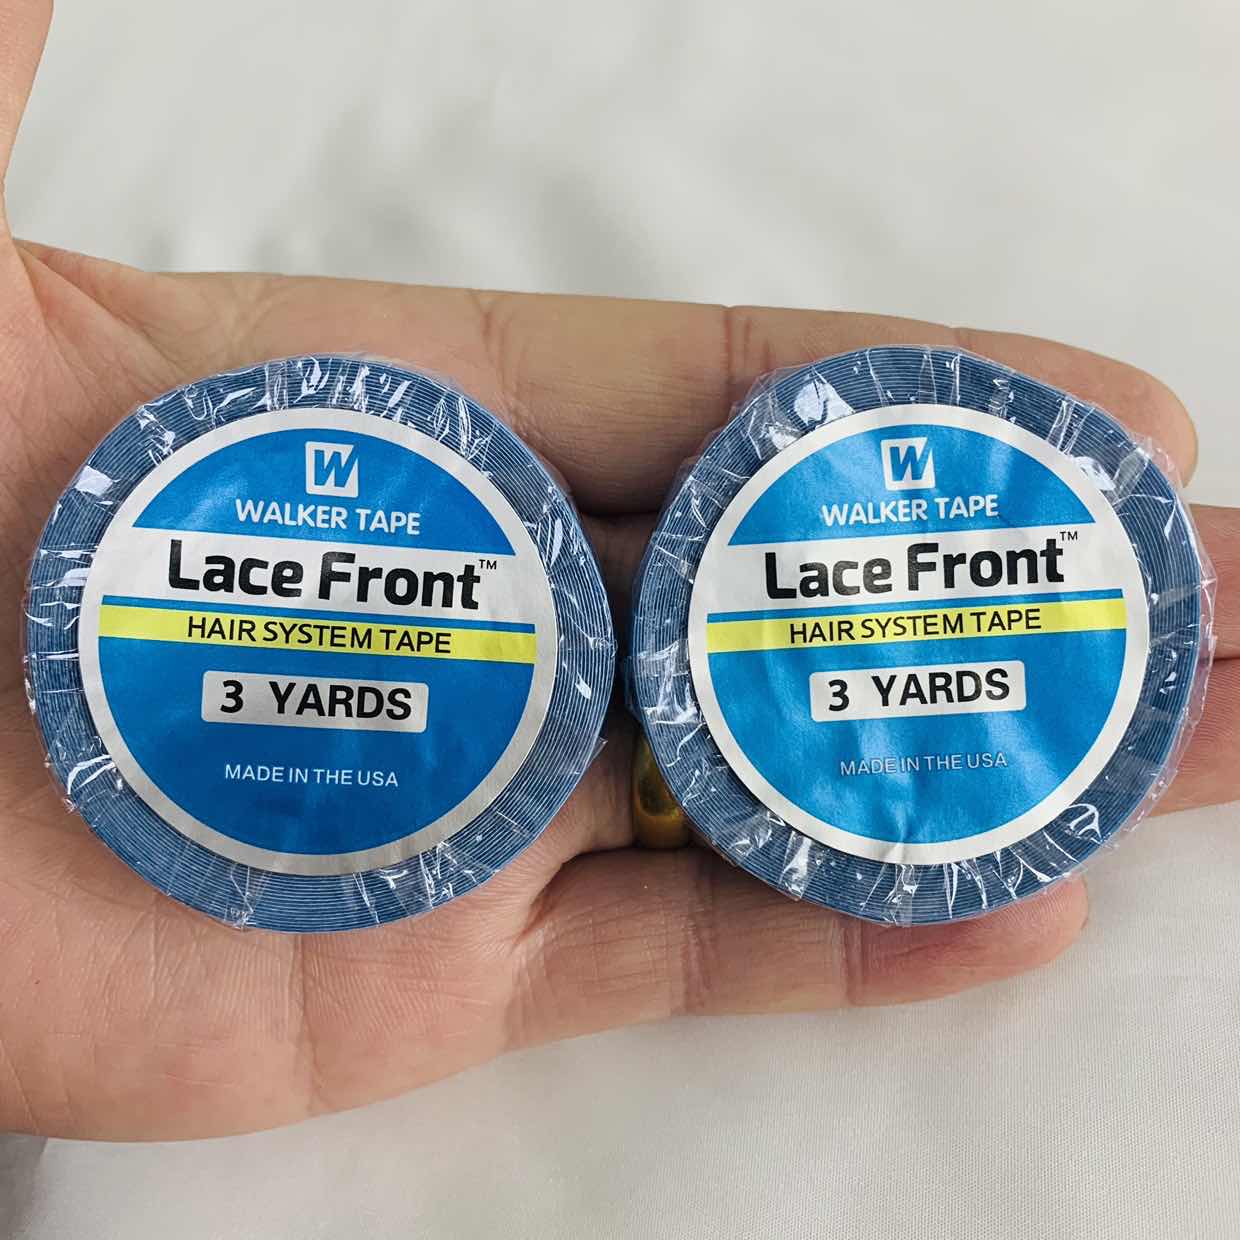 W
WALKER TAPE
Lace Front™
HAIR SYSTEM TAPE
3 YARDS
MADE IN THE USA
W
WALKER TAPE
Lace Front™
HAIR SYSTEM TAPE
3 YARDS
MADE IN THE USA